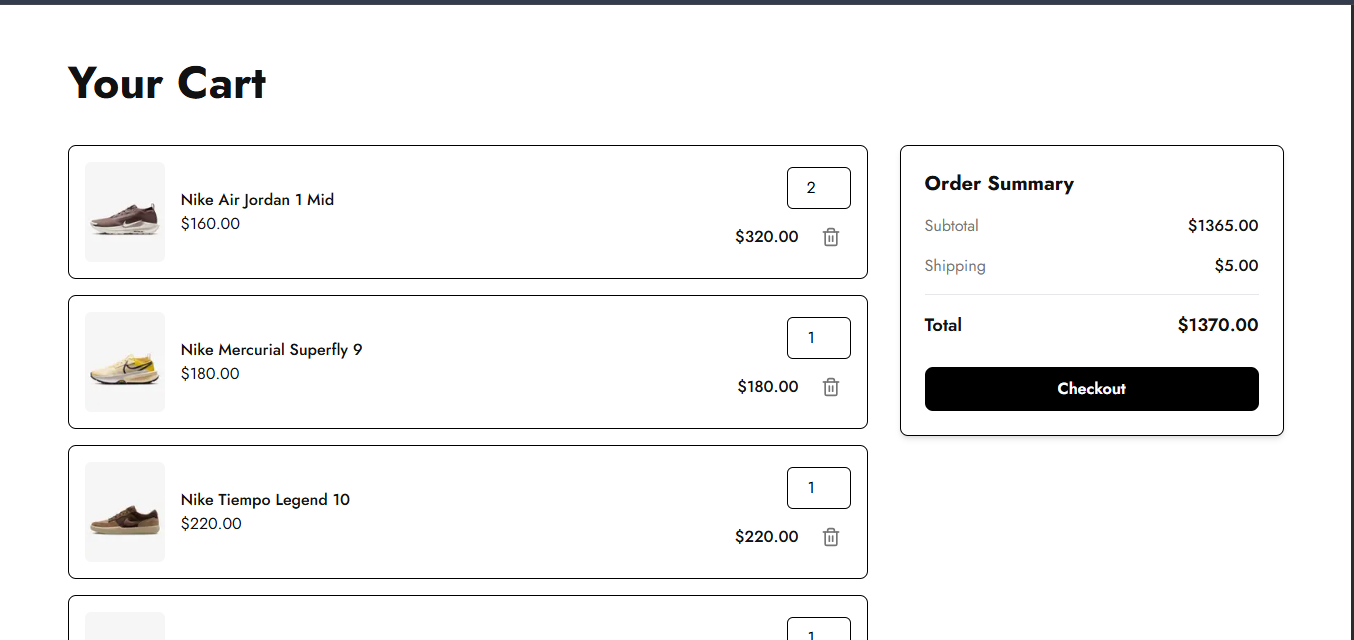 Your Cart
Nike Air Jordan 1 Mid
$160.00
2
$320.00
Nike Mercurial Superfly 9
$180.00
1
$180.00
Nike Tiempo Legend 10
$220.00
1
$220.00
1
Order Summary
Subtotal $1365.00
Shipping $5.00
Total $1370.00
Checkout